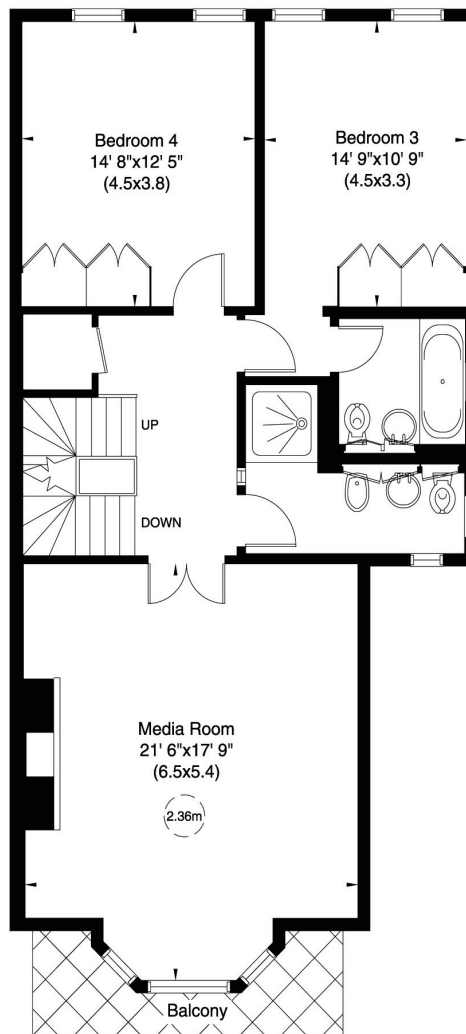 Bedroom 4
14' 8"x12' 5"
(4.5x3.8)
Bedroom 3
14' 9"x10' 9"
(4.5x3.3)
UP
DOWN
Media Room
21' 6"x17' 9"
(6.5x5.4)
2.36m
Balcony